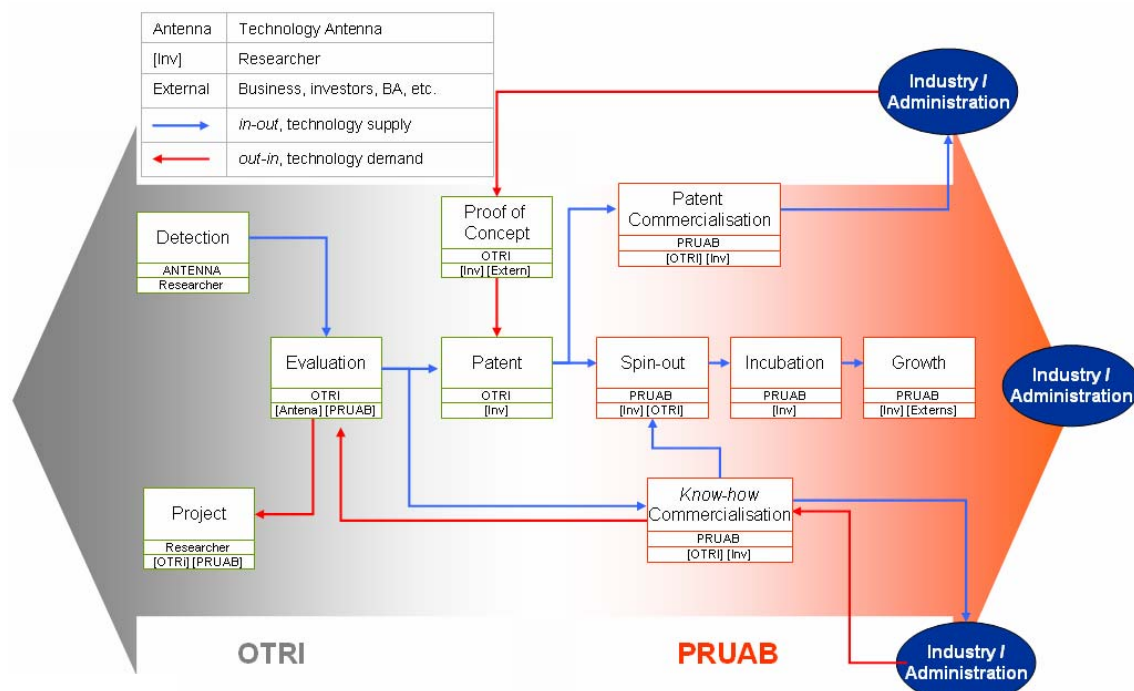 Antenna Technology Antenna
[Inv] Researcher
External Business, investors, BA, etc.
in-out, technology supply
out-in, technology demand
Industry /
Administration
Detection
ANTENNA
Researcher
Proof of
Concept
OTRI
[Inv] [Extern]
Patent
Commercialisation
PRUAB
[OTRI] [Inv]
Evaluation
OTRI
[Antena] [PRUAB]
Patent
OTRI
[Inv]
Spin-out
PRUAB
[Inv] [OTRI]
Incubation
PRUAB
[Inv]
Growth
PRUAB
[Inv] [Externs]
Industry /
Administration
Project
Researcher
[OTRi] [PRUAB]
Know-how
Commercialisation
PRUAB
[OTRI] [Inv]
OTRI
PRUAB
Industry /
Administration